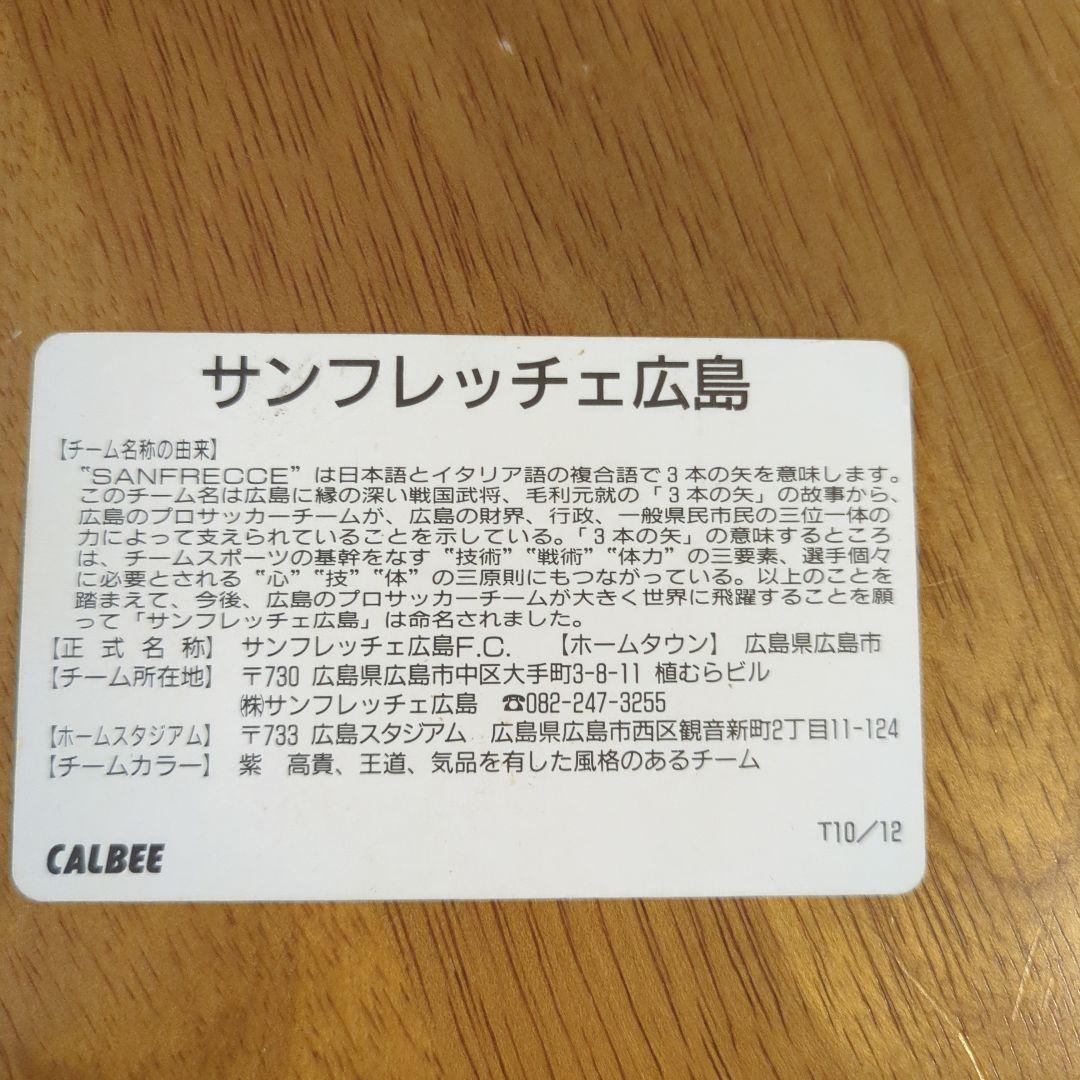 サンフレッチェ広島
【チーム名称の由来】
"SANFRECCE"は日本語とイタリア語の複合語で3本の矢を意味します。
このチーム名は広島に縁の深い戦国武将、毛利元就の「3本の矢」の故事から、
広島のプロサッカーチームが、広島の財界、行政、一般県民市民の三位一体の
力によって支えられていることを示している。「3本の矢」の意味するところ
は、チームスポーツの基幹をなす"技術""戦術""体力"の三要素、選手個々
に必要とされる"心""技""体"の三原則にもつながっている。以上のことを
踏まえて、今後、広島のプロサッカーチームが大きく世界に飛躍することを願
って「サンフレッチェ広島」は命名されました。
【正式名称】 サンフレッチェ広島F.C. 【ホームタウン】 広島県広島市
【チーム所在地】 〒730 広島県広島市中区大手町3-8-11 植むらビル
㈱サンフレッチェ広島 ☎082-247-3255
【ホームスタジアム】 〒733 広島スタジアム 広島県広島市西区観音新町2丁目11-124
【チームカラー】 紫 高貴、王道、気品を有した風格のあるチーム
T10/12
CALBEE